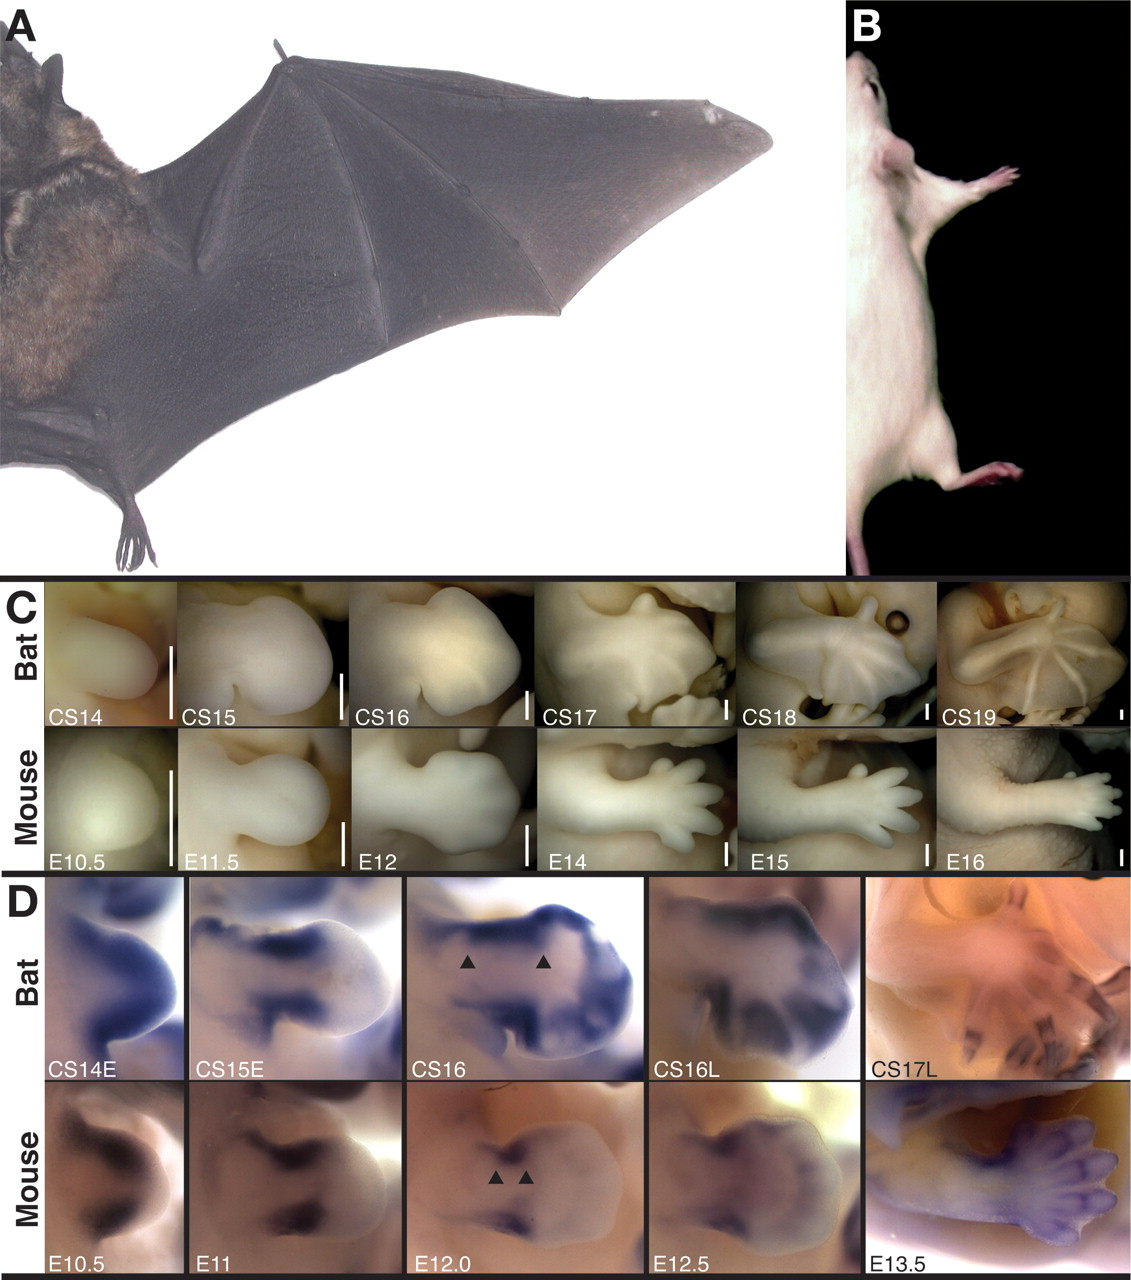 A
B
C
Bat
CS14
CS15
CS16
CS17
CS18
CS19
Mouse
E10.5
E11.5
E12
E14
E15
E16
D
Bat
CS14E
CS15E
CS16
CS16L
CS17L
Mouse
E10.5
E11
E12.0
E12.5
E13.5